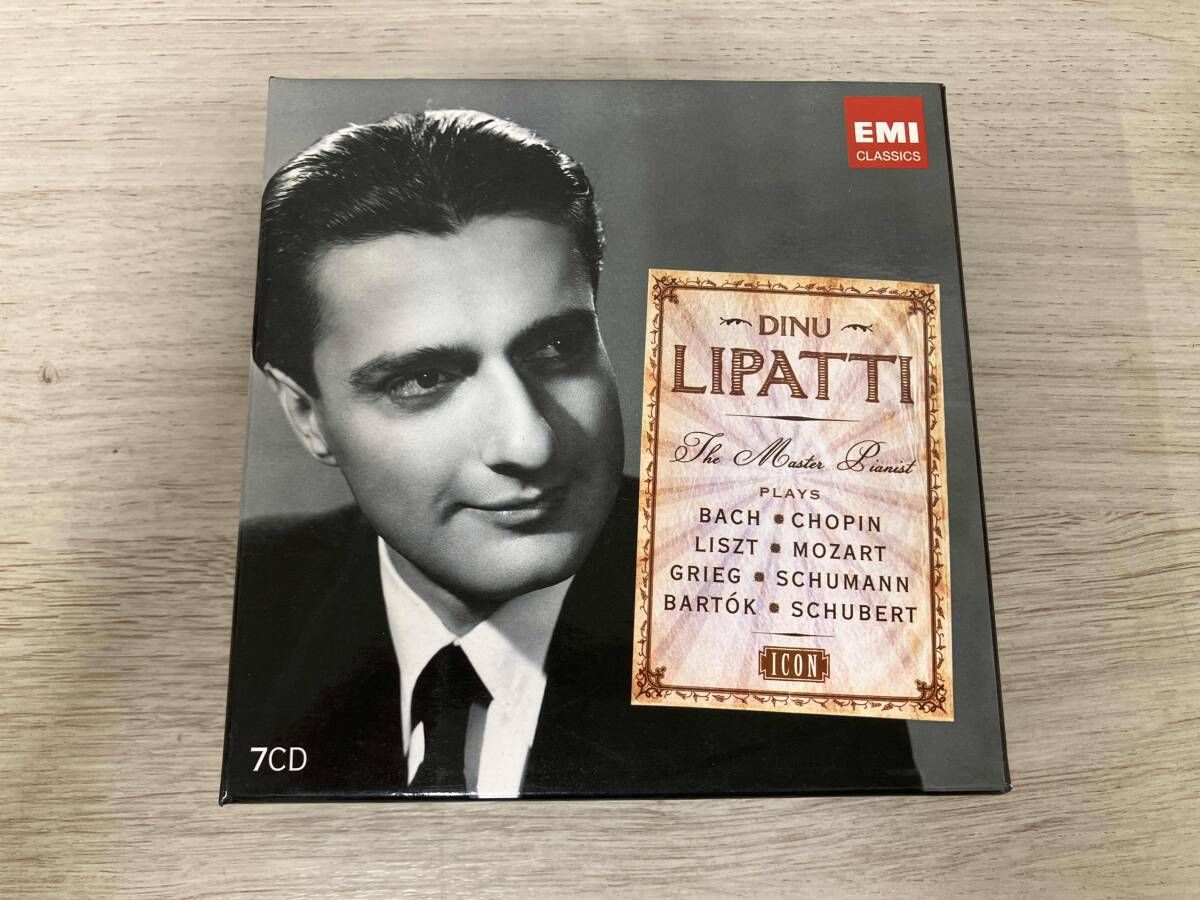 EMI
CLASSICS
DINU
LIPATTI
The Master Pianist
PLAYS
BACH • CHOPIN
LISZT • MOZART
GRIEG • SCHUMANN
BARTÓK • SCHUBERT
ICON
7CD